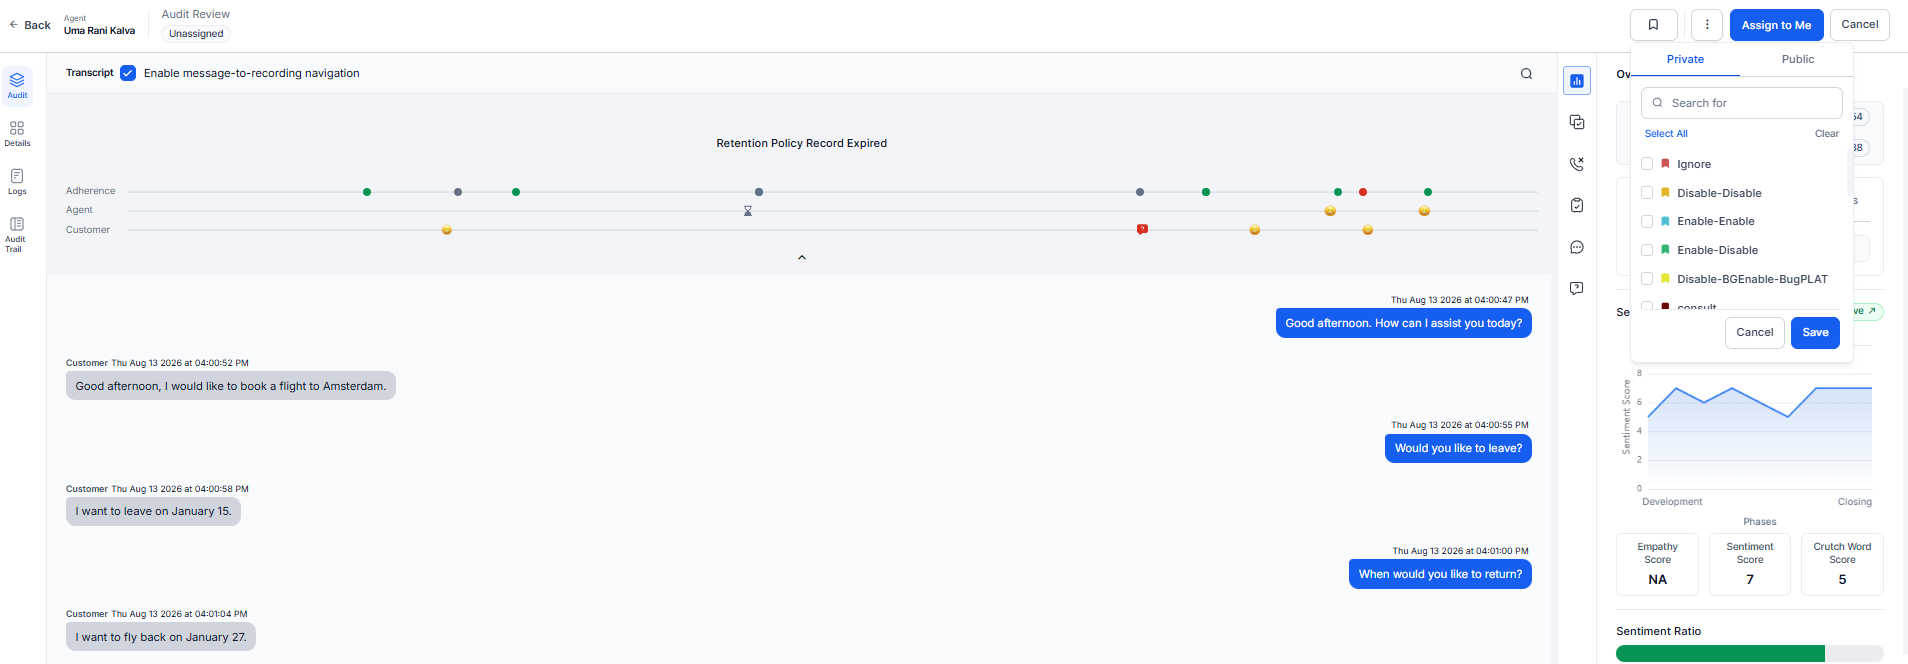 Back
Agent
Uma Rani Kalva
Audit Review
Unassigned
Assign to Me
Cancel
Audit
Details
Logs
Audit
Trail
Transcript
Enable message-to-recording navigation
Retention Policy Record Expired
Adherence
Agent
Customer
Thu Aug 13 2026 at 04:00:47 PM
Good afternoon. How can I assist you today?
Customer Thu Aug 13 2026 at 04:00:52 PM
Good afternoon, I would like to book a flight to Amsterdam.
Thu Aug 13 2026 at 04:00:55 PM
Would you like to leave?
Customer Thu Aug 13 2026 at 04:00:58 PM
I want to leave on January 15.
Thu Aug 13 2026 at 04:01:00 PM
When would you like to return?
Customer Thu Aug 13 2026 at 04:01:04 PM
I want to fly back on January 27.
Private
Public
Search for
Select All
Clear
Ignore
Disable-Disable
Enable-Enable
Enable-Disable
Disable-BGEnable-BugPLAT
consult
Cancel
Save
8
6
4
2
0
Sentiment Score
Development
Closing
Phases
Empathy
Score
NA
Sentiment
Score
7
Crutch Word
Score
5
Sentiment Ratio